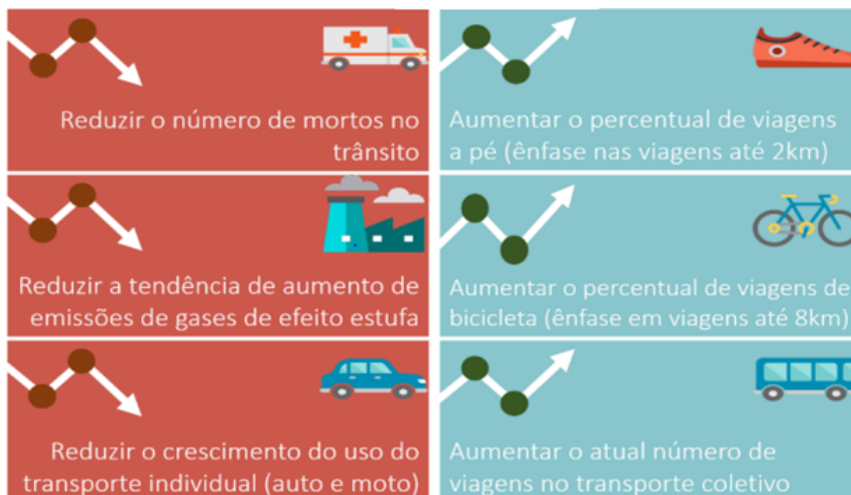 Reduzir o número de mortos no
trânsito
Aumentar o percentual de viagens
a pé (ênfase nas viagens até 2km)
Reduzir a tendência de aumento de
emissões de gases de efeito estufa
Aumentar o percentual de viagens de
bicicleta (ênfase em viagens até 8km)
Reduzir o crescimento do uso do
transporte individual (auto e moto)
Aumentar o atual número de
viagens no transporte coletivo